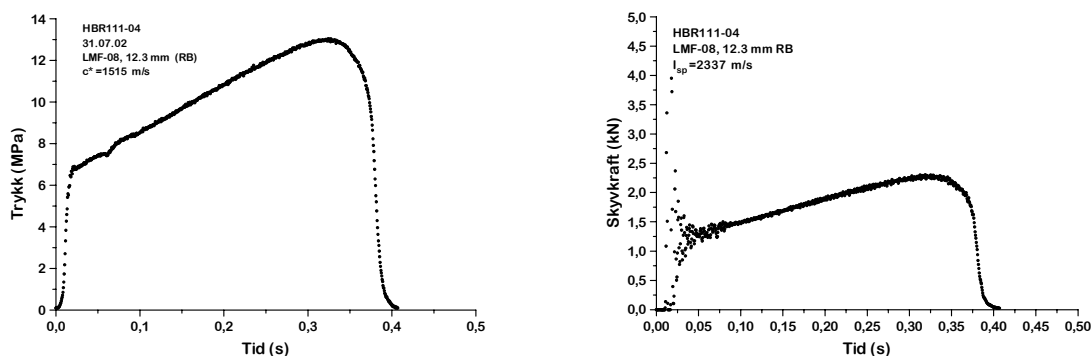 14
12
10
8
6
4
2
0
Trykk (MPa)
HBR111-04
31.07.02
LMF-08, 12.3 mm (RB)
c* =1515 m/s
0,0 0,1 0,2 0,3 0,4 0,5
Tid (s)
5,0
4,5
4,0
3,5
3,0
2,5
2,0
1,5
1,0
0,5
0,0
Skyvkraft (kN)
HBR111-04
LMF-08, 12.3 mm RB
Isp=2337 m/s
0,00 0,05 0,10 0,15 0,20 0,25 0,30 0,35 0,40 0,45 0,50
Tid (s)